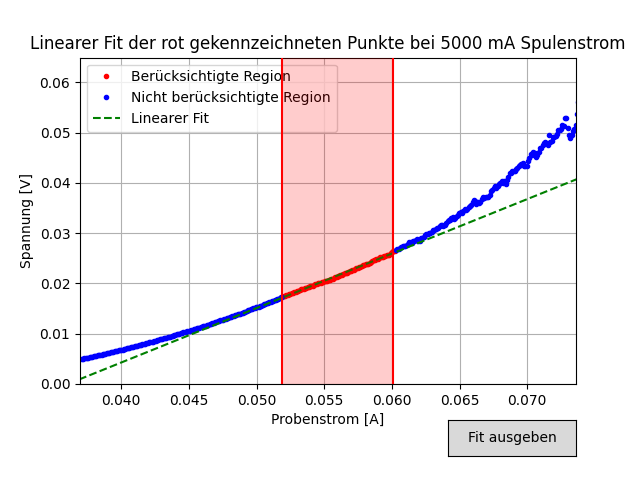 Linearer Fit der rot gekennzeichneten Punkte bei 5000 mA Spulenstrom
Berücksichtigte Region
Nicht berücksichtigte Region
Linearer Fit
Spannung [V]
0.06
0.05
0.04
0.03
0.02
0.01
0.00
0.040 0.045 0.050 0.055 0.060 0.065 0.070
Probenstrom [A]
Fit ausgeben